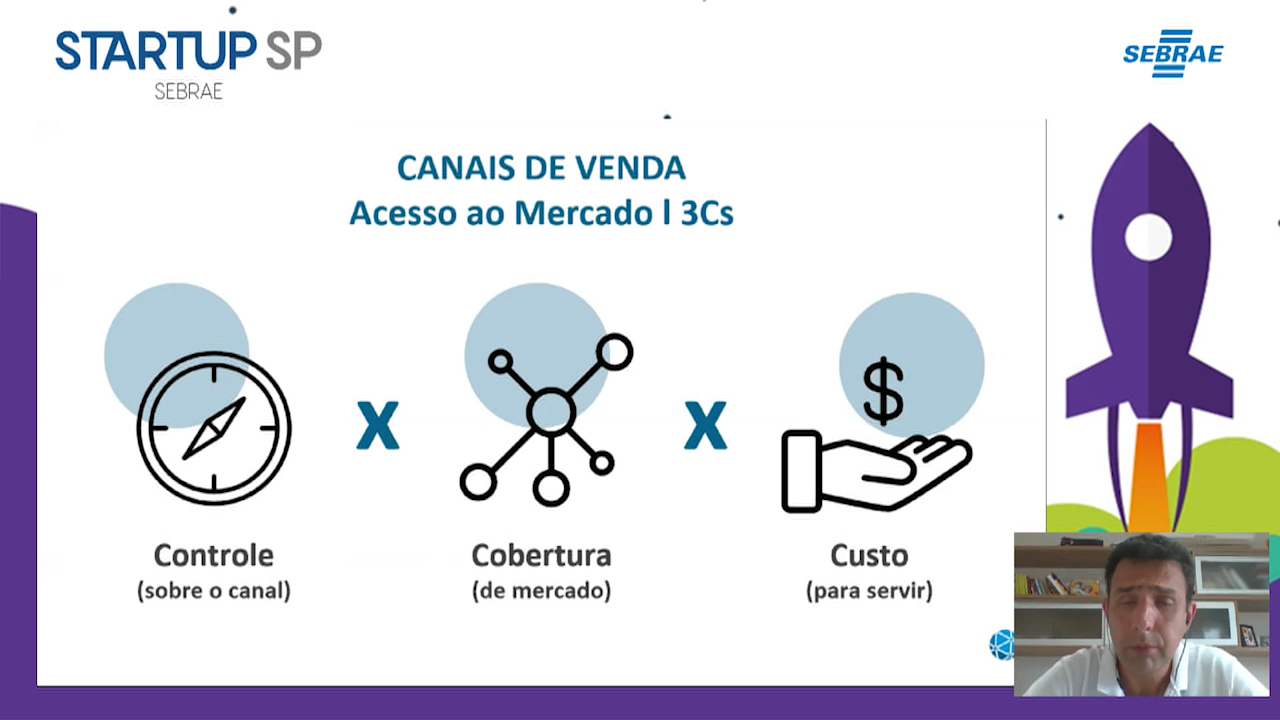 STARTUP SP
SEBRAE
SEBRAE
CANAIS DE VENDA
Acesso ao Mercado l 3Cs
X
X
$
Controle
(sobre o canal)
Cobertura
(de mercado)
Custo
(para servir)